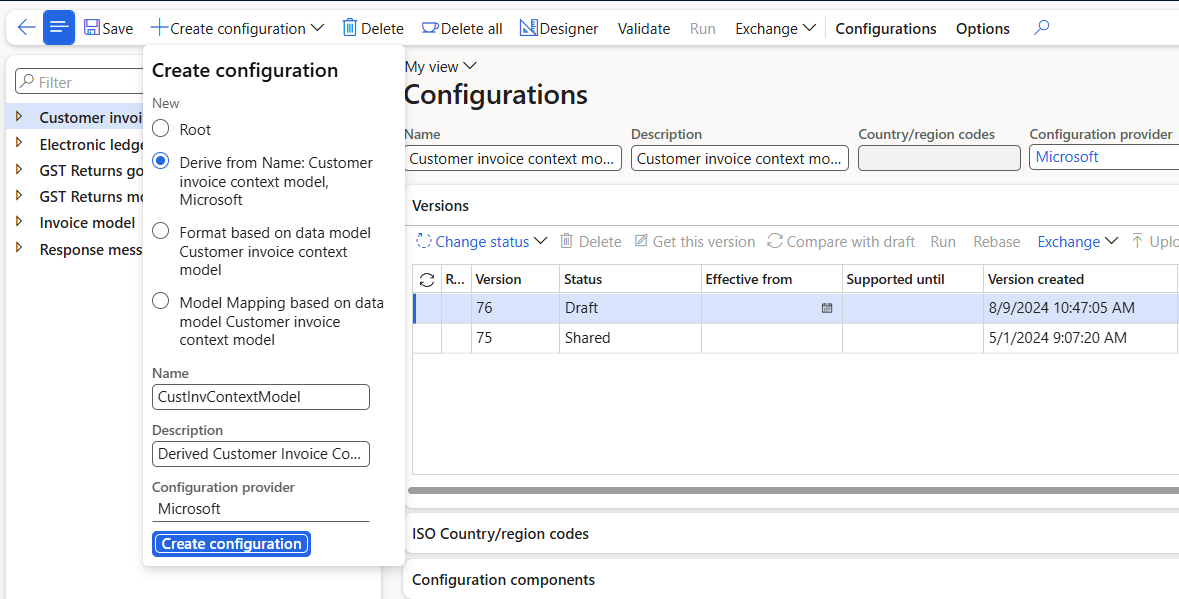 Save Create configuration Delete Delete all Designer Validate Run Exchange Configurations Options
Filter
Customer invoi
Electronic ledge
GST Returns go
GST Returns mo
Invoice model
Response mess
Create configuration
New
Root
Derive from Name: Customer
invoice context model,
Microsoft
Format based on data model
Customer invoice context
model
Model Mapping based on data
model Customer invoice
context model
Name
CustInvContextModel
Description
Derived Customer Invoice Co...
Configuration provider
Microsoft
Create configuration
My view
Configurations
Name Description Country/region codes Configuration provider
Customer invoice context mo... Customer invoice context mo... Microsoft
Versions
Change status Delete Get this version Compare with draft Run Rebase Exchange Uplo
R... Version Status Effective from Supported until Version created
76 Draft 8/9/2024 10:47:05 AM
75 Shared 5/1/2024 9:07:20 AM
ISO Country/region codes
Configuration components